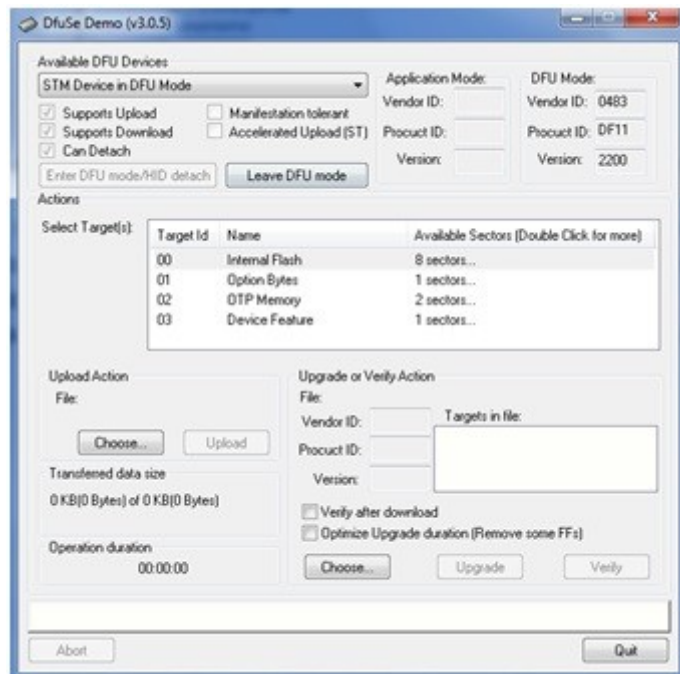 DfuSe Demo (v3.0.5)
Available DFU Devices
STM Device in DFU Mode
Supports Upload
Manifestation tolerant
Supports Download
Accelerated Upload (ST)
Can Detach
Enter DFU mode/HID detach
Leave DFU mode
Application Mode:
Vendor ID:
Procuct ID:
Version:
DFU Mode:
Vendor ID: 0483
Procuct ID: DF11
Version: 2200
Actions
Select Target(s):
Target Id Name Available Sectors (Double Click for more)
00 Internal Flash 8 sectors...
01 Option Bytes 1 sectors...
02 OTP Memory 2 sectors...
03 Device Feature 1 sectors...
Upload Action
File:
Choose... Upload
Transferred data size
0 KB(0 Bytes) of 0 KB(0 Bytes)
Operation duration
00:00:00
Upgrade or Verify Action
File:
Vendor ID:
Procuct ID:
Version:
Targets in file:
Verify after download
Optimize Upgrade duration (Remove some FFs)
Choose... Upgrade Verify
Abort Quit